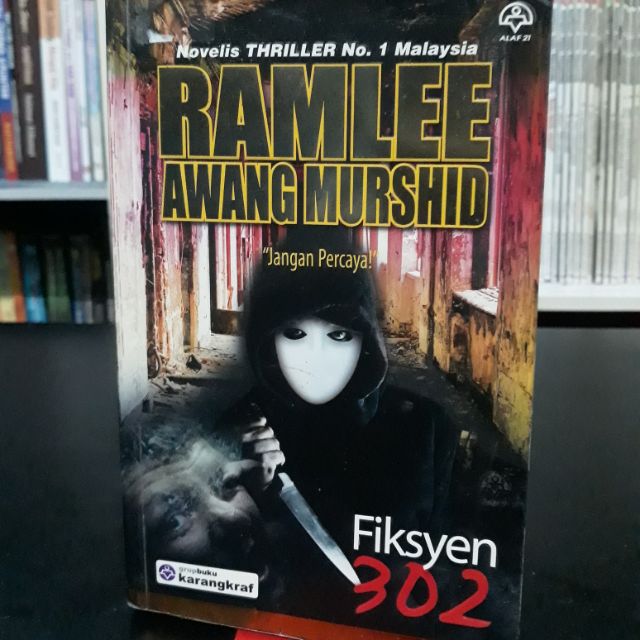 Novelis THRILLER No. 1 Malaysia
ALAF 21
RAMLEE
AWANG MURSHID
"Jangan Percaya!"
Fiksyen
302
grupbuku
karangkraf